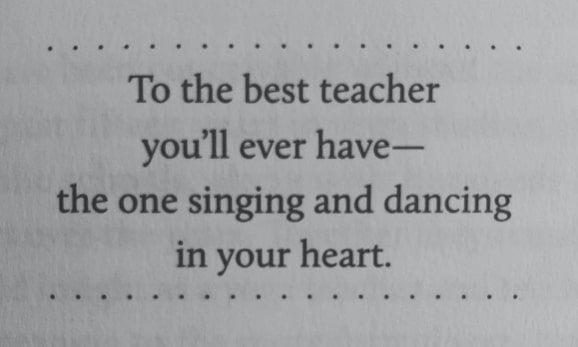 To the best teacher
you’ll ever have—
the one singing and dancing
in your heart.